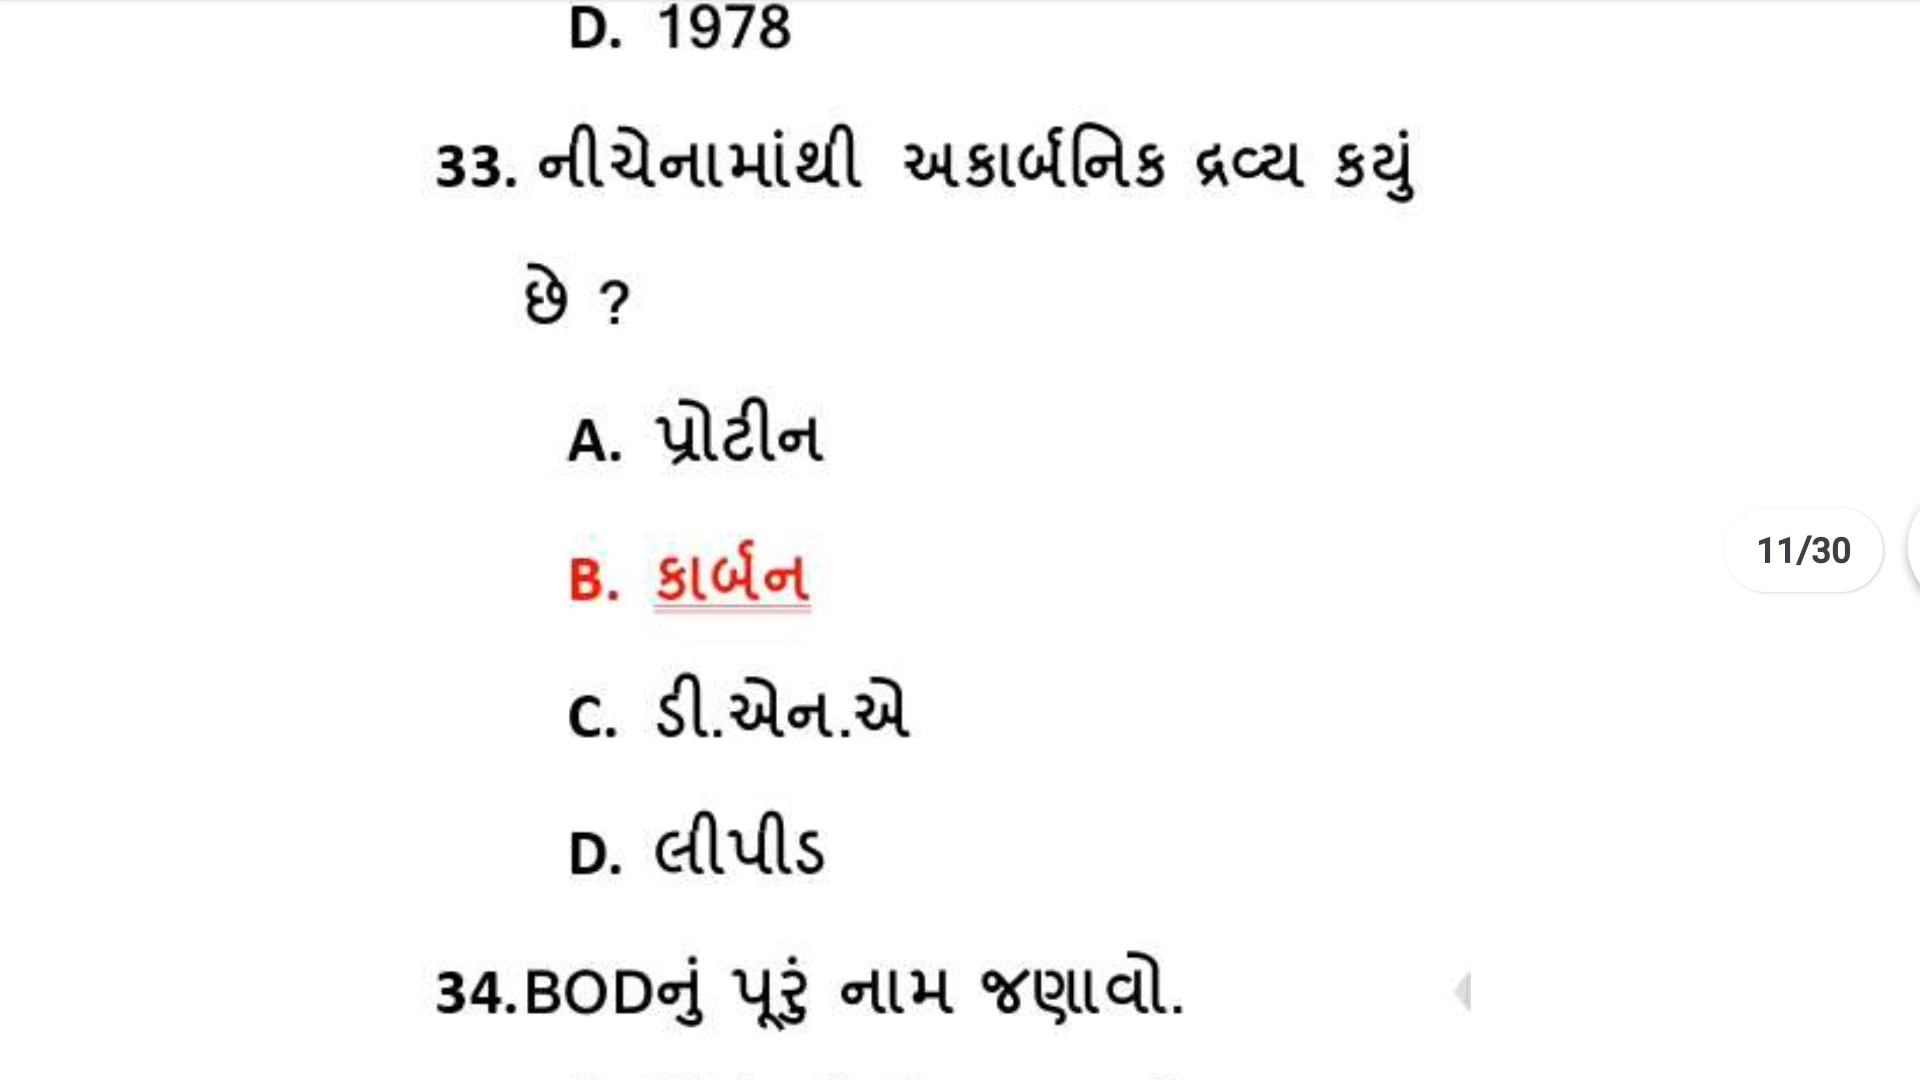 D. 1978
33. નીચેનામાંથી અકાર્બનિક દ્રવ્ય કયું
છે ?
A. પ્રોટીન
B. કાર્બન
11/30
C. ડી.એન.એ
D. લીપીડ
34.BODનું પૂરું નામ જણાવો.